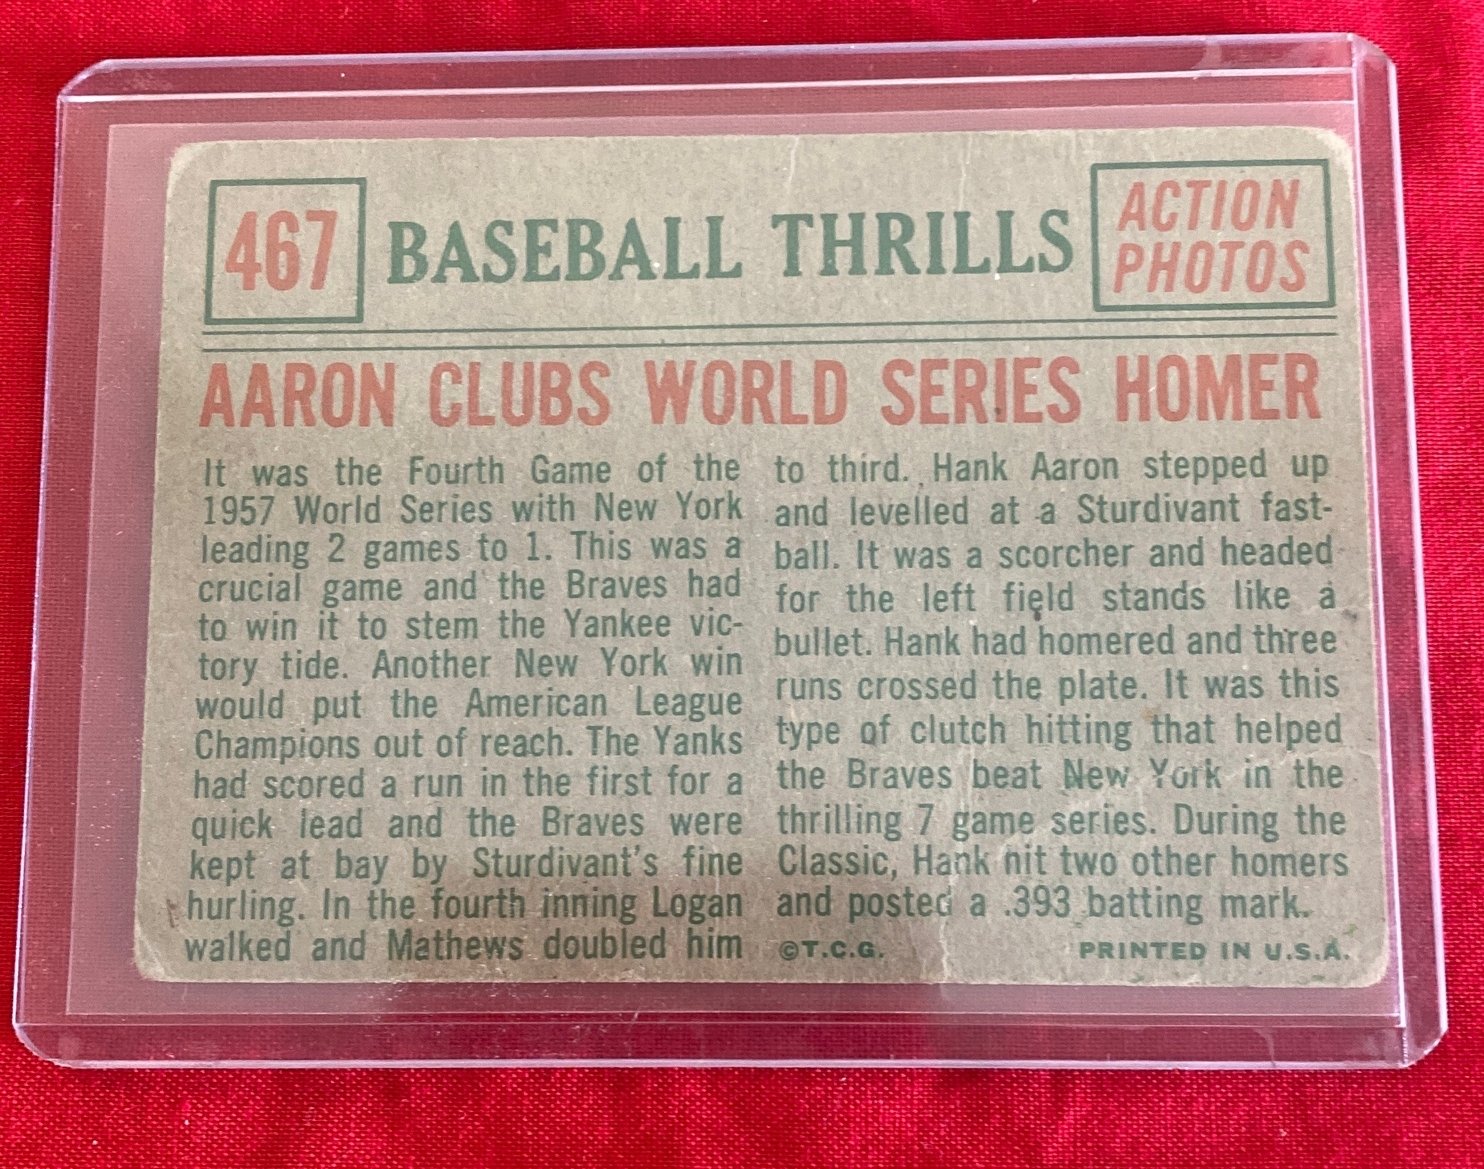 467
BASEBALL THRILLS
ACTION
PHOTOS
AARON CLUBS WORLD SERIES HOMER
It was the Fourth Game of the
1957 World Series with New York
leading 2 games to 1. This was a
crucial game and the Braves had
to win it to stem the Yankee vic-
tory tide. Another New York win
would put the American League
Champions out of reach. The Yanks
had scored a run in the first for a
quick lead and the Braves were
kept at bay by Sturdivant's fine
hurling. In the fourth inning Logan
walked and Mathews doubled him
to third. Hank Aaron stepped up
and levelled at a Sturdivant fast-
ball. It was a scorcher and headed
for the left field stands like a
bullet. Hank had homered and three
runs crossed the plate. It was this
type of clutch hitting that helped
the Braves beat New York in the
thrilling 7 game series. During the
Classic, Hank hit two other homers
and posted a .393 batting mark.
©T.C.G.
PRINTED IN U.S.A.